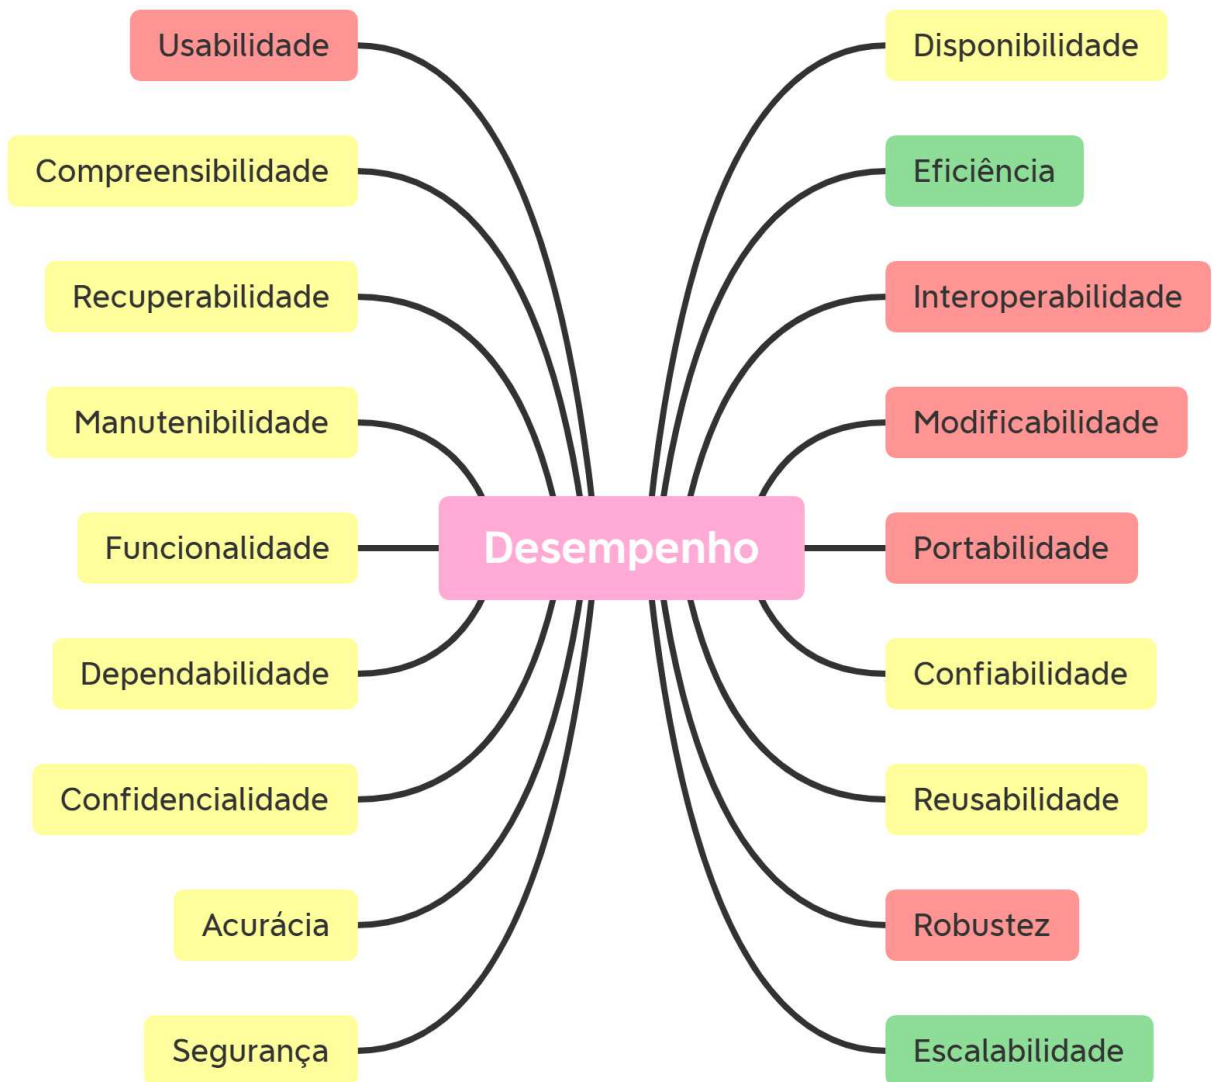 Usabilidade
Compreensibilidade
Recuperabilidade
Manutenibilidade
Funcionalidade
Dependabilidade
Confidencialidade
Acurácia
Segurança
Desempenho
Disponibilidade
Eficiência
Interoperabilidade
Modificabilidade
Portabilidade
Confiabilidade
Reusabilidade
Robustez
Escalabilidade